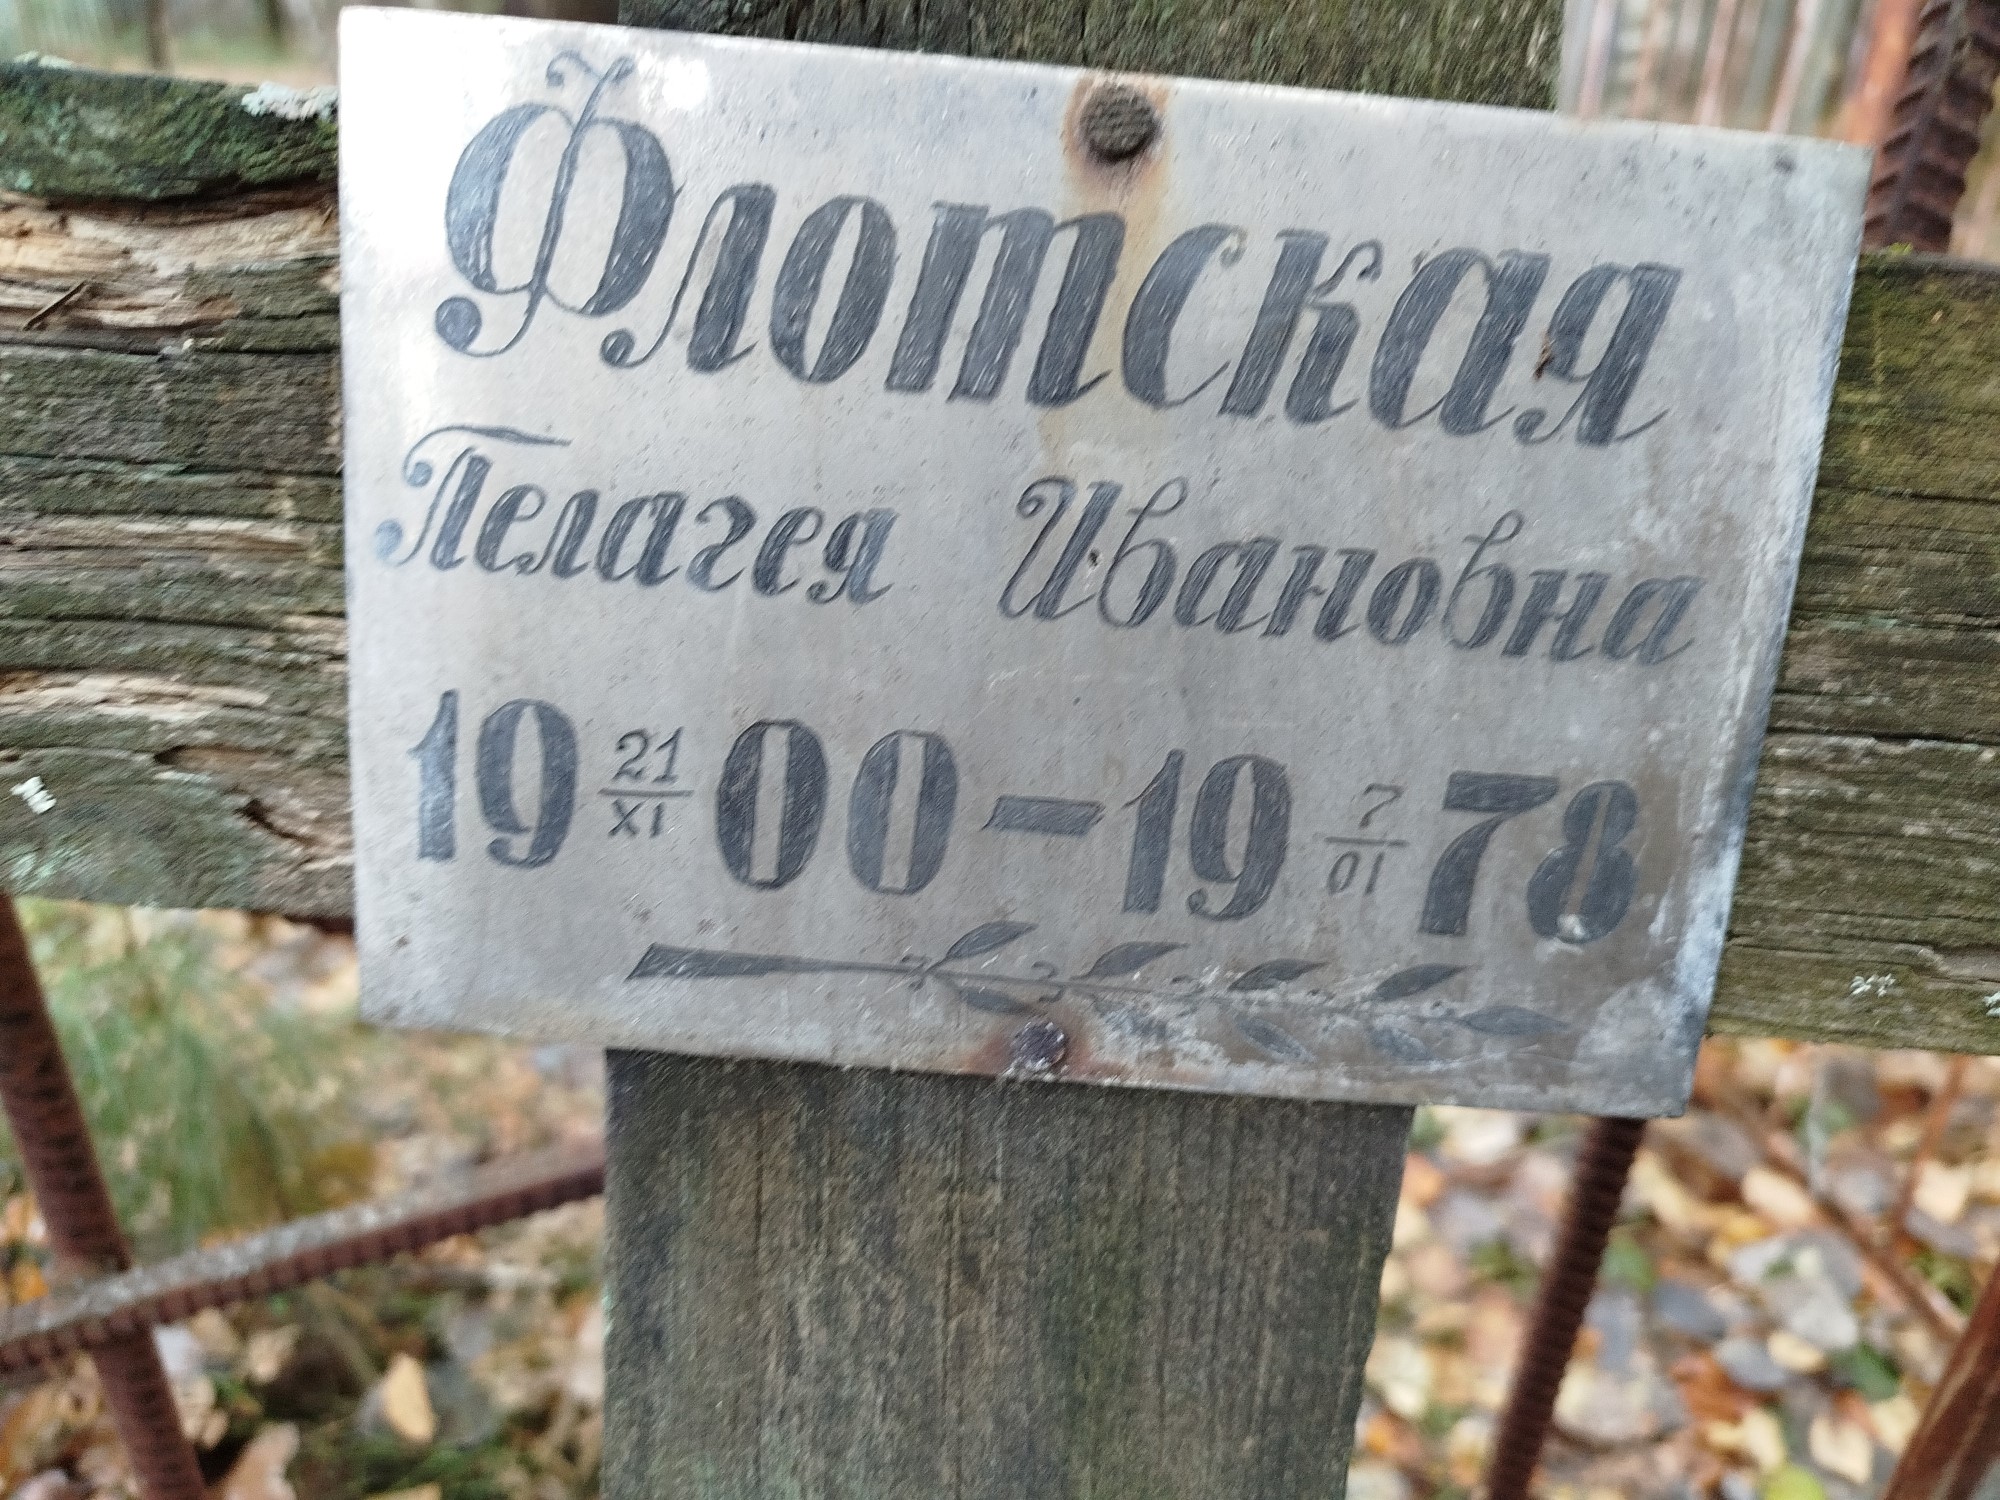 Флотская
Пелагея Ивановна
19 21/XI 00 - 19 7/01 78